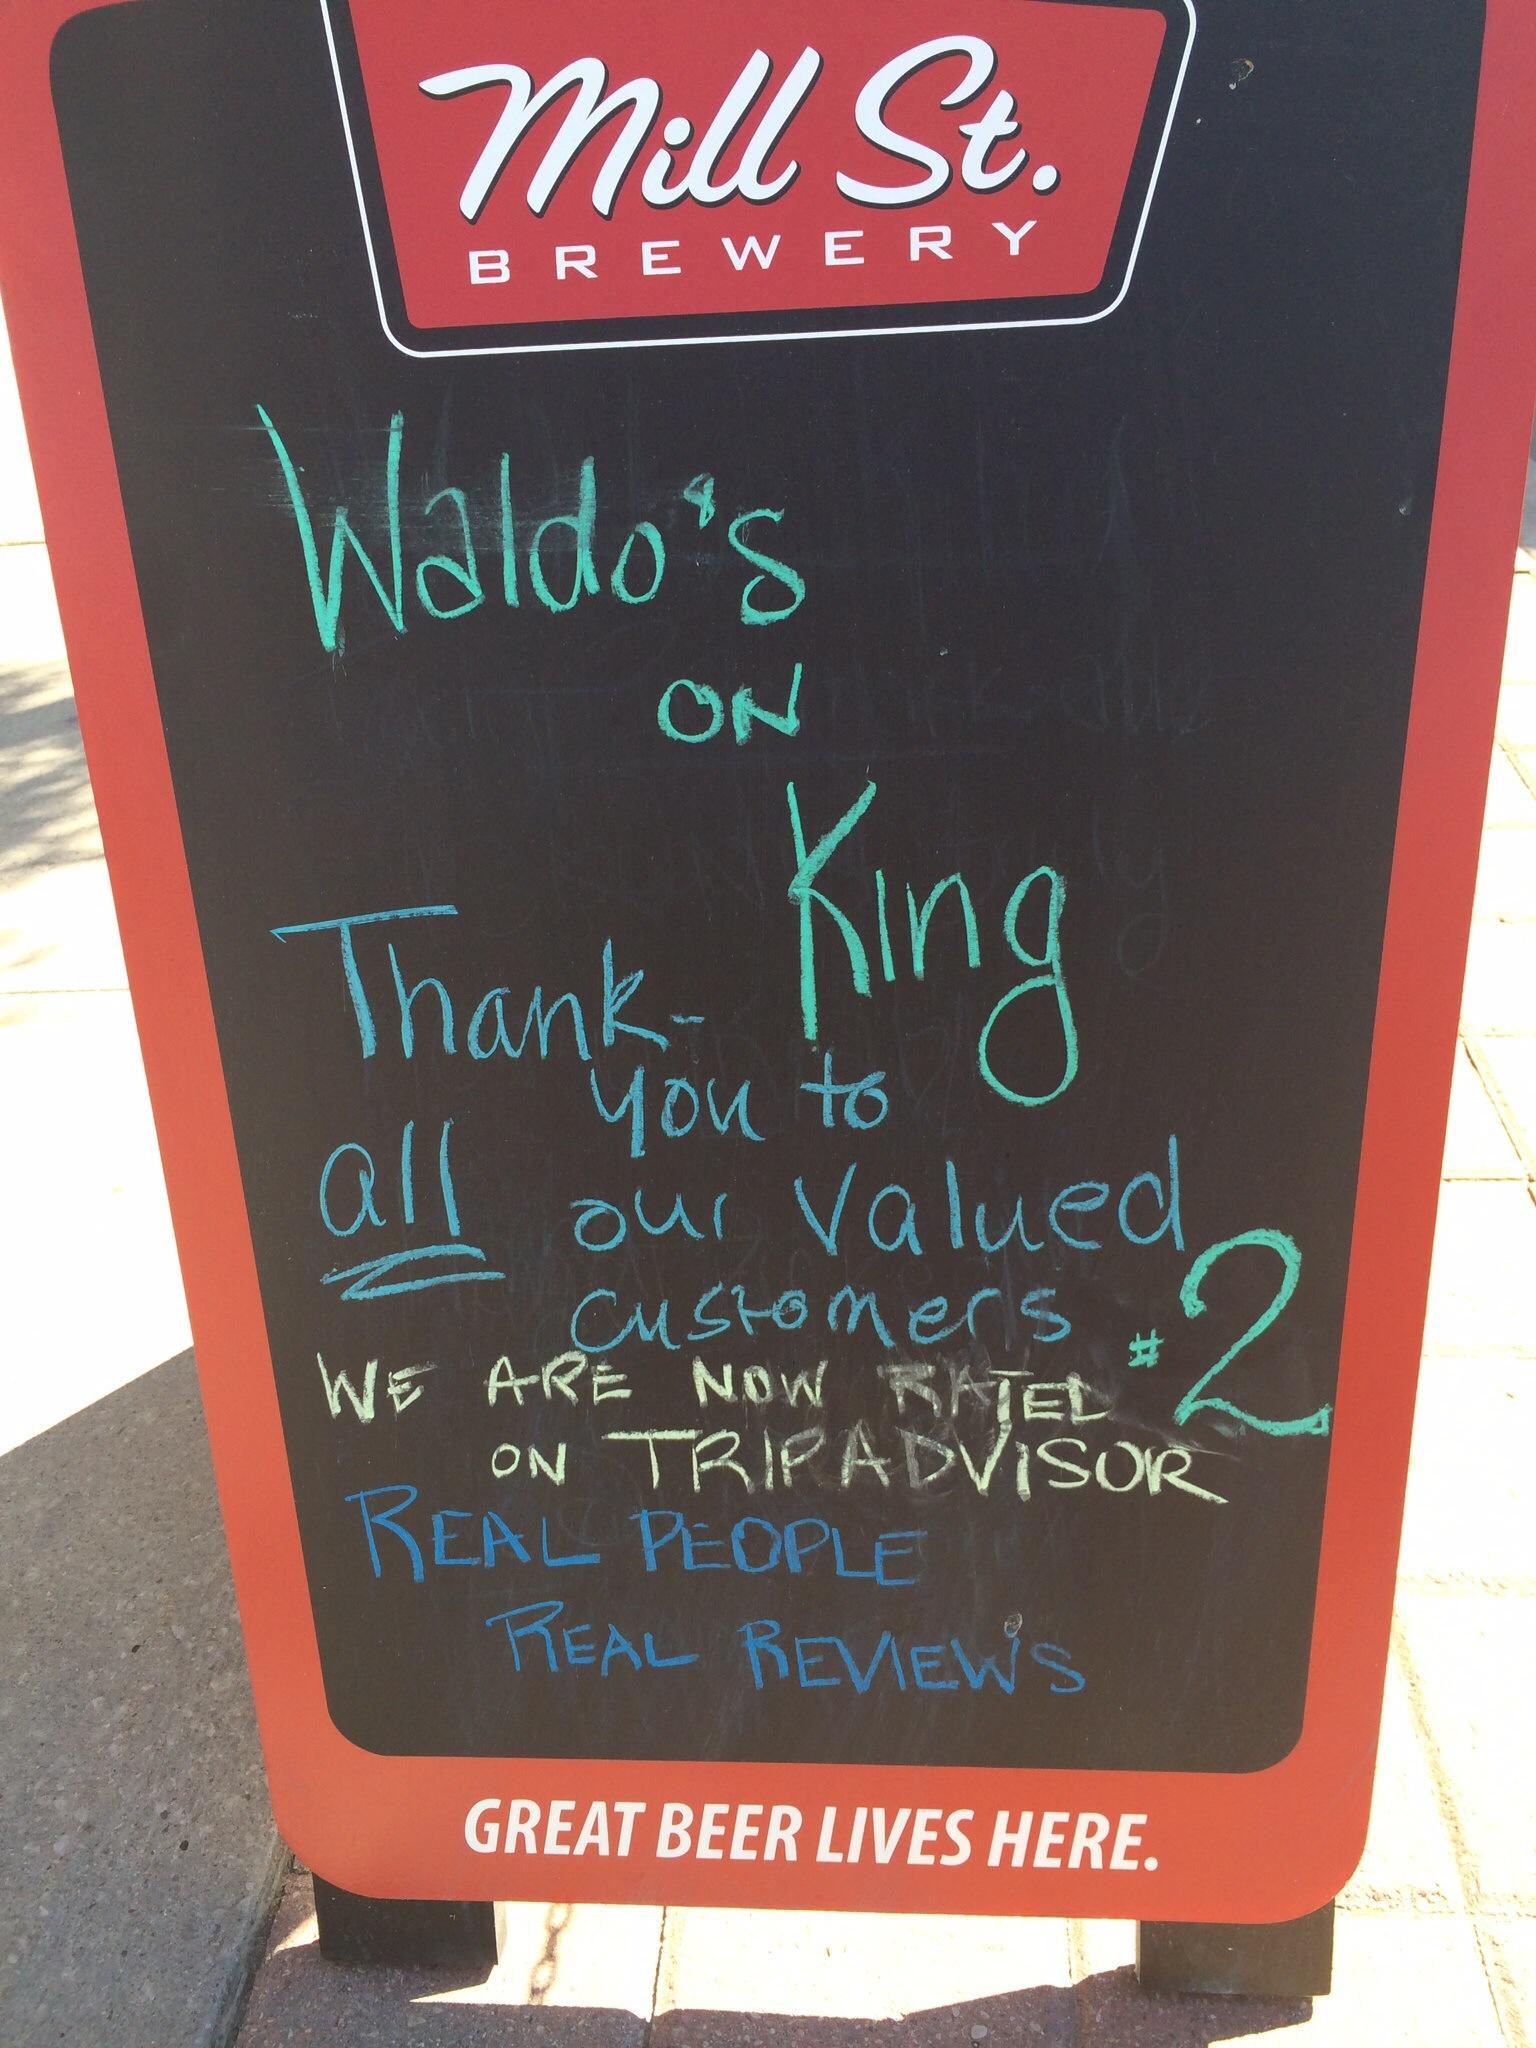 Mill St.
BREWERY
Waldo's
ON
King
Thank-
you to
all our valued
customers
WE ARE NOW RATED #2
ON TRIPADVISOR
REAL PEOPLE
REAL REVIEWS
GREAT BEER LIVES HERE.